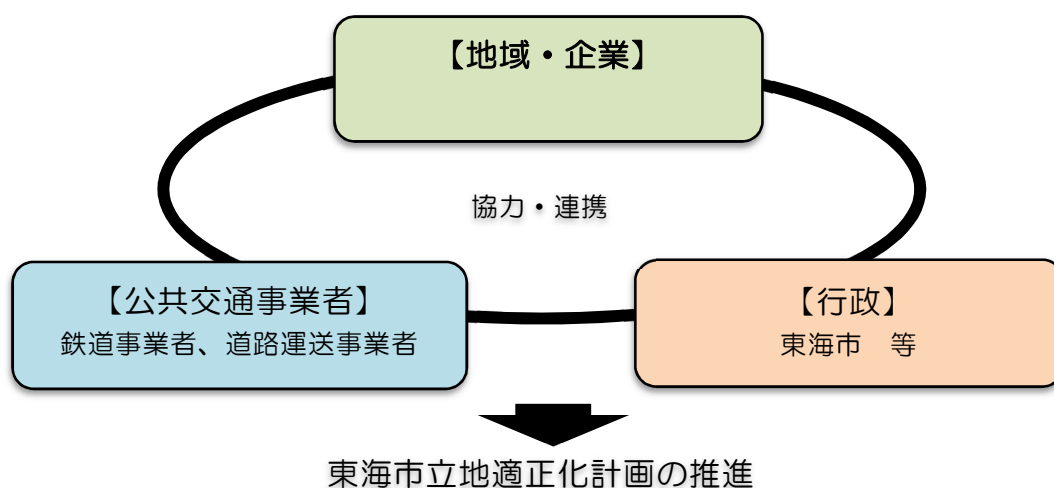 【地域・企業】
協力・連携
【公共交通事業者】
鉄道事業者、道路運送事業者
【行政】
東海市　等
東海市立地適正化計画の推進